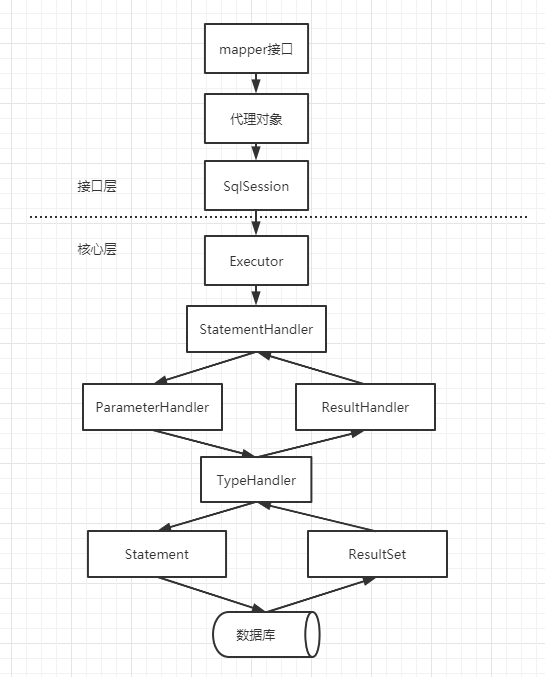 mapper接口
代理对象
接口层
SqlSession
核心层
Executor
StatementHandler
ParameterHandler
ResultHandler
TypeHandler
Statement
ResultSet
数据库